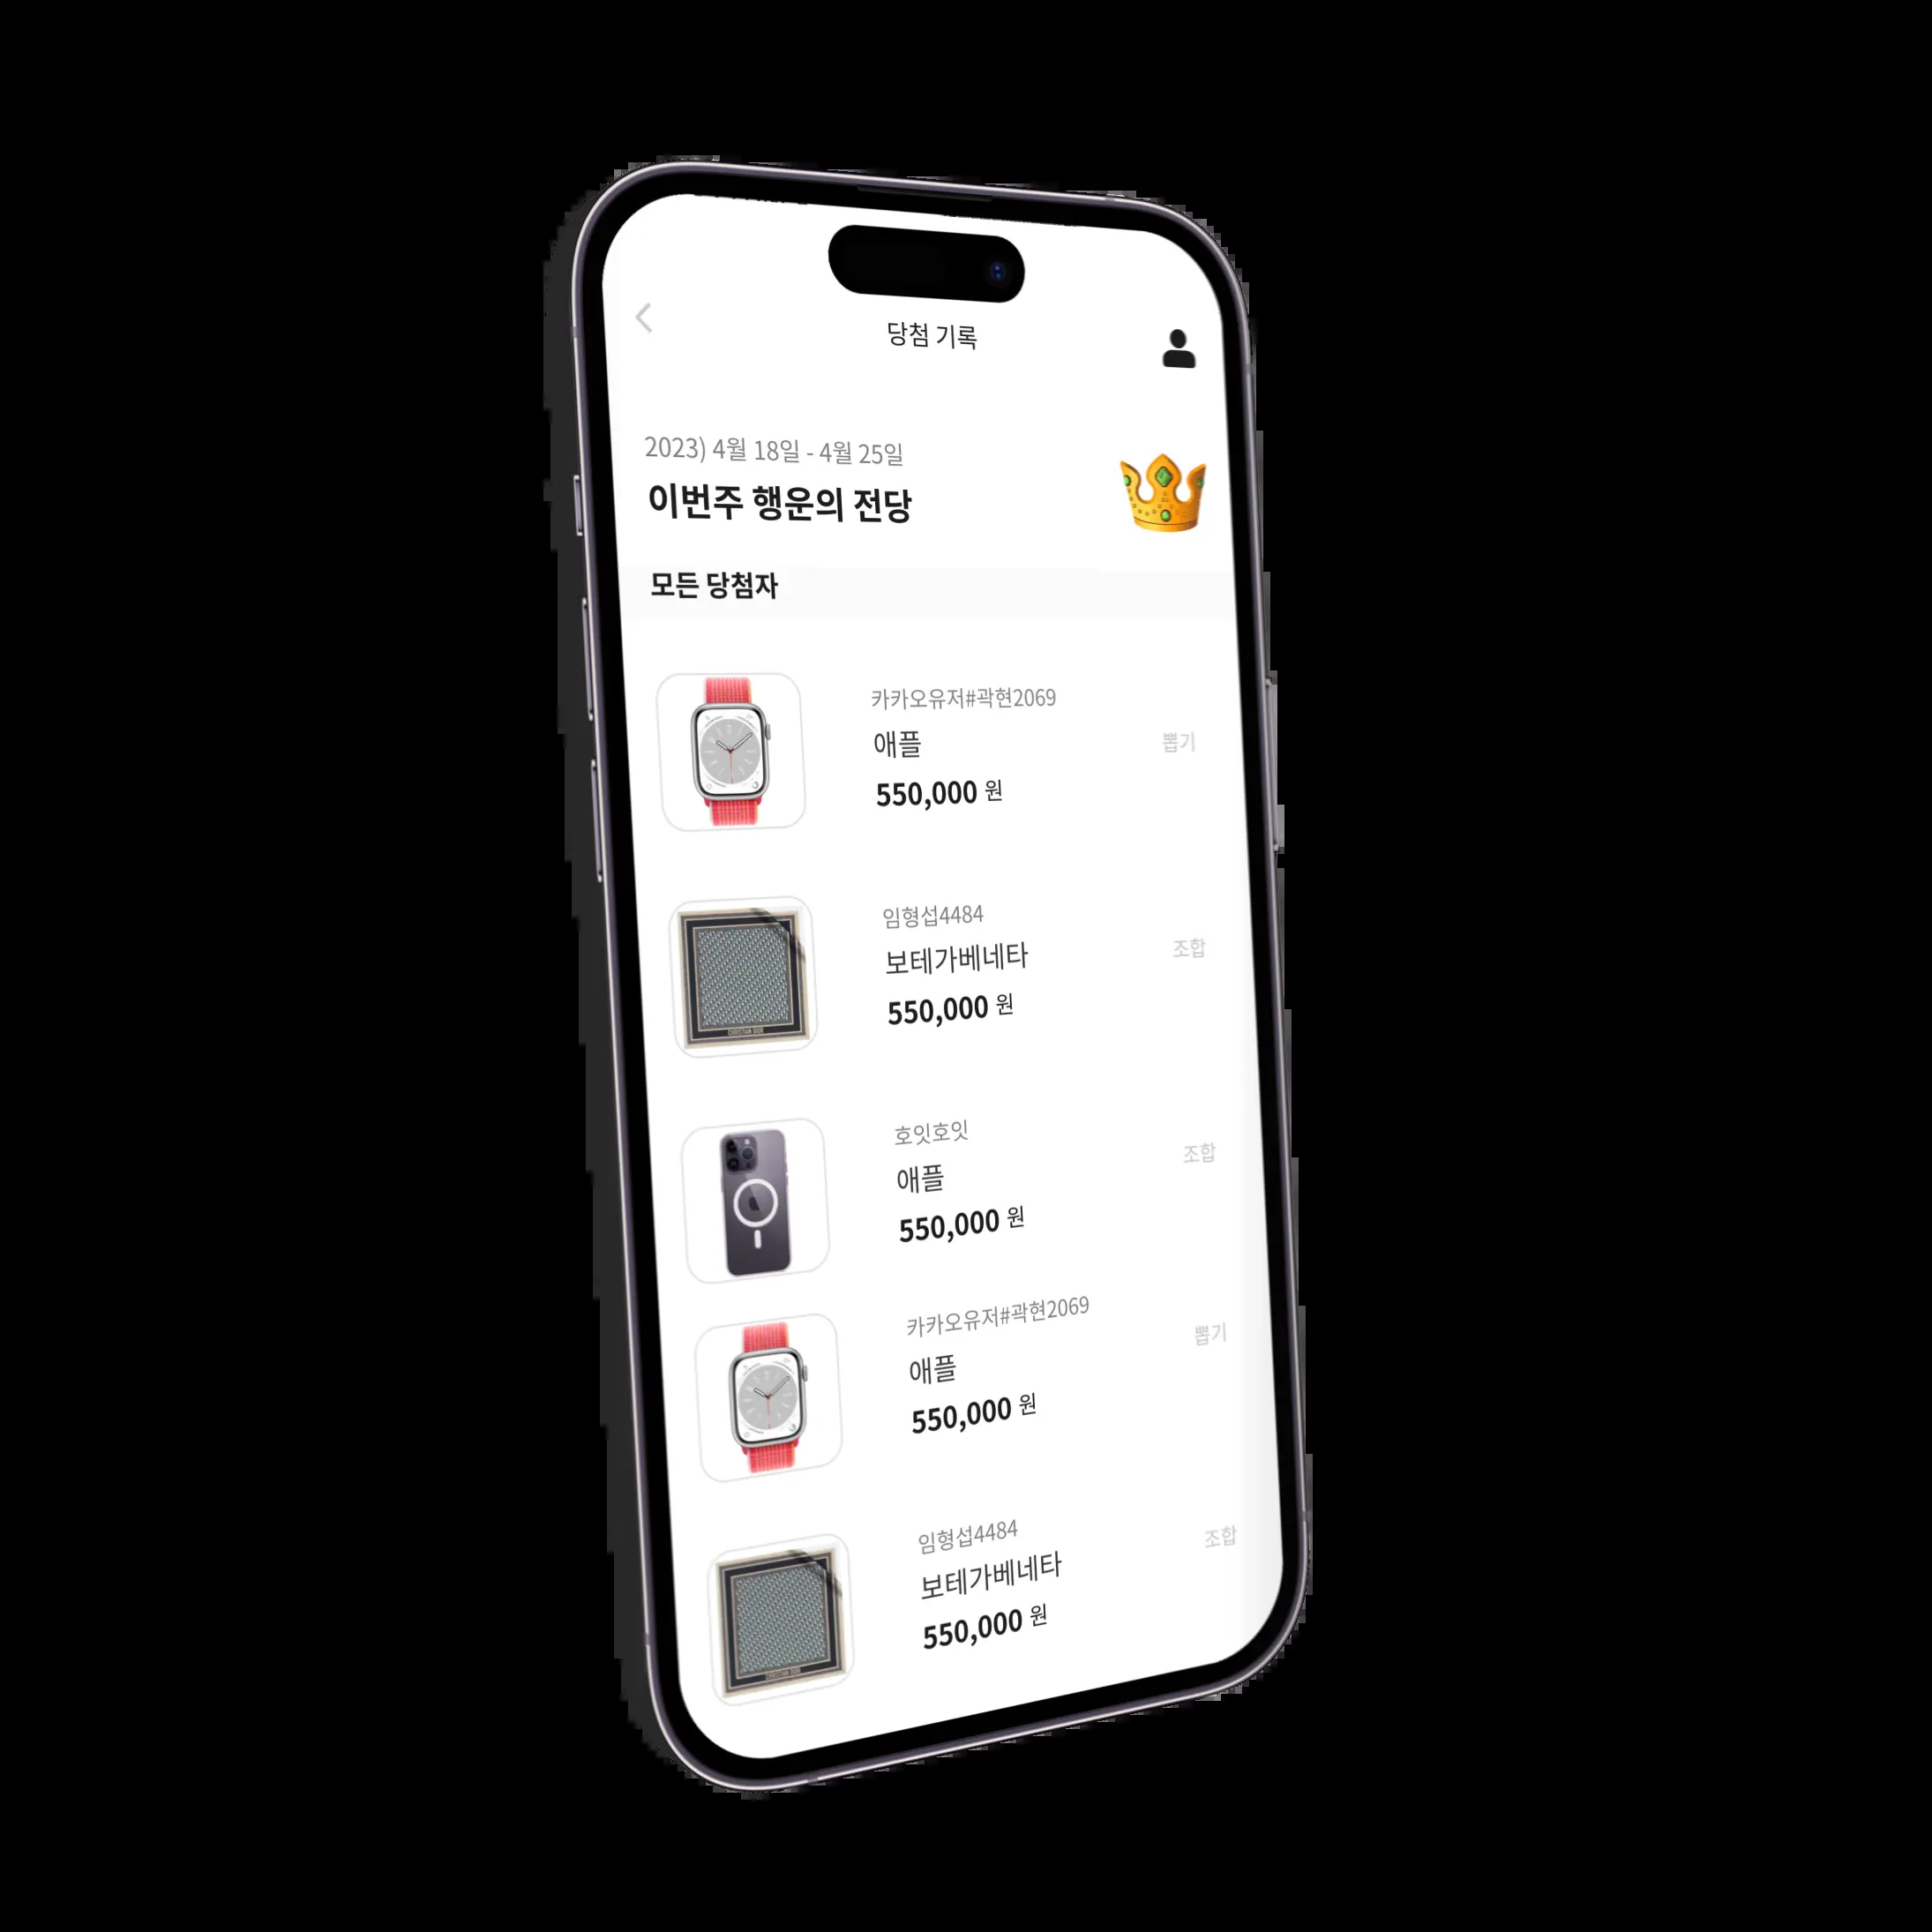 당첨 기록
2023) 4월 18일 - 4월 25일
이번주 행운의 전당
모든 당첨자
카카오유저#곽현2069
애플
뽑기
550,000 원
임형섭4484
보테가베네타
조합
550,000 원
CHRISTIAN DIOR
호잇호잇
애플
조합
550,000 원
카카오유저#곽현2069
애플
뽑기
550,000 원
임형섭4484
보테가베네타
조합
550,000 원
CHRISTIAN DIOR